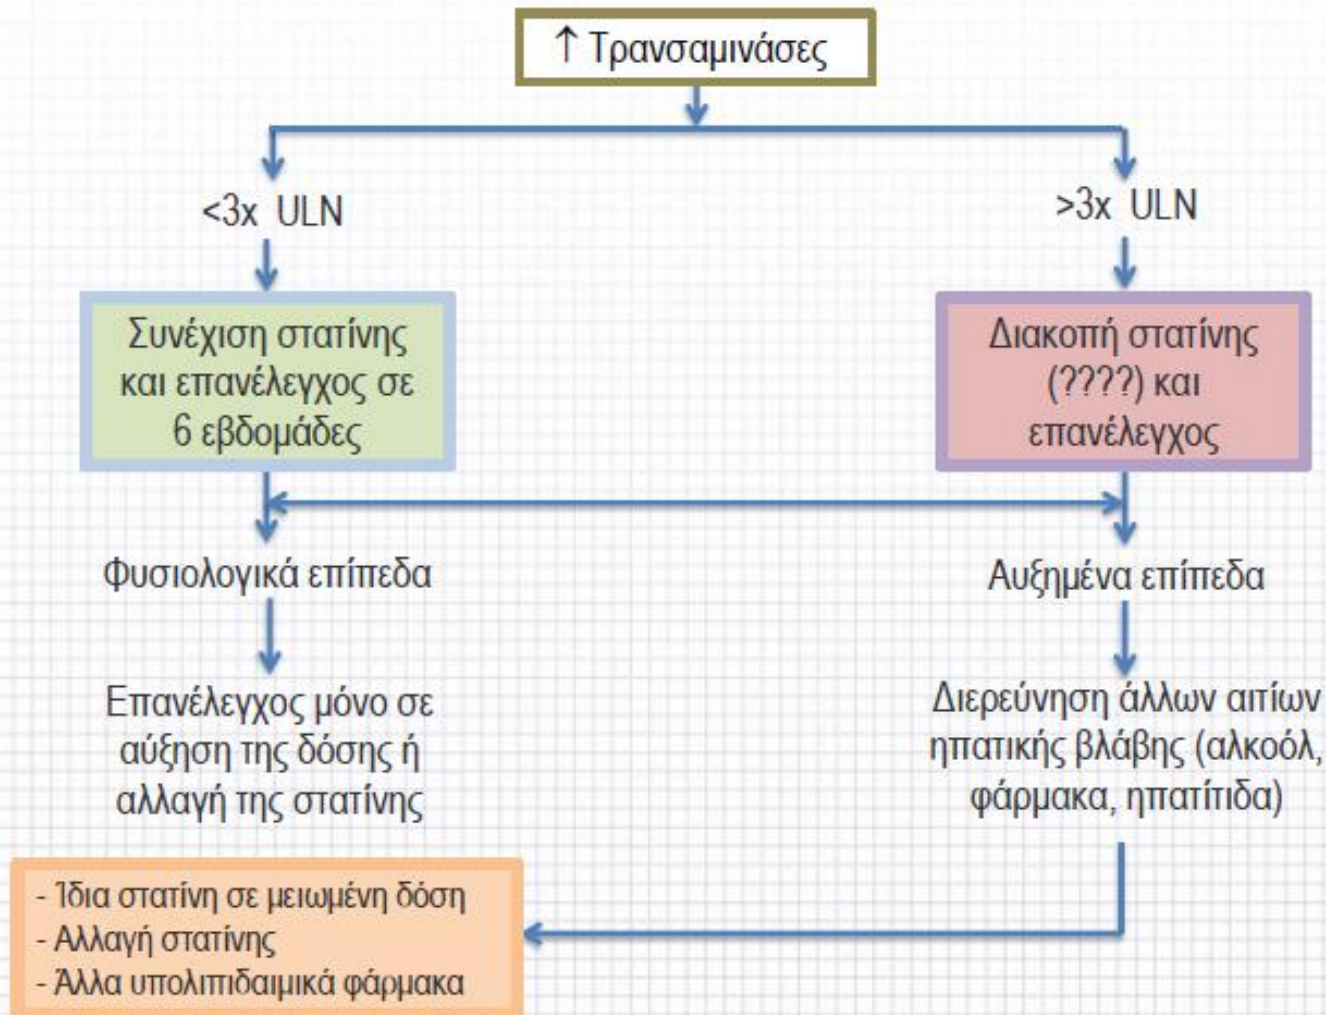 ↑ Τρανσαμινάσες
<3x ULN
>3x ULN
Συνέχιση στατίνης
και επανέλεγχος σε
6 εβδομάδες
Διακοπή στατίνης
(????) και
επανέλεγχος
Φυσιολογικά επίπεδα
Αυξημένα επίπεδα
Επανέλεγχος μόνο σε
αύξηση της δόσης ή
αλλαγή της στατίνης
Διερεύνηση άλλων αιτίων
ηπατικής βλάβης (αλκοόλ,
φάρμακα, ηπατίτιδα)
- Ίδια στατίνη σε μειωμένη δόση
- Αλλαγή στατίνης
- Άλλα υπολιπιδαιμικά φάρμακα